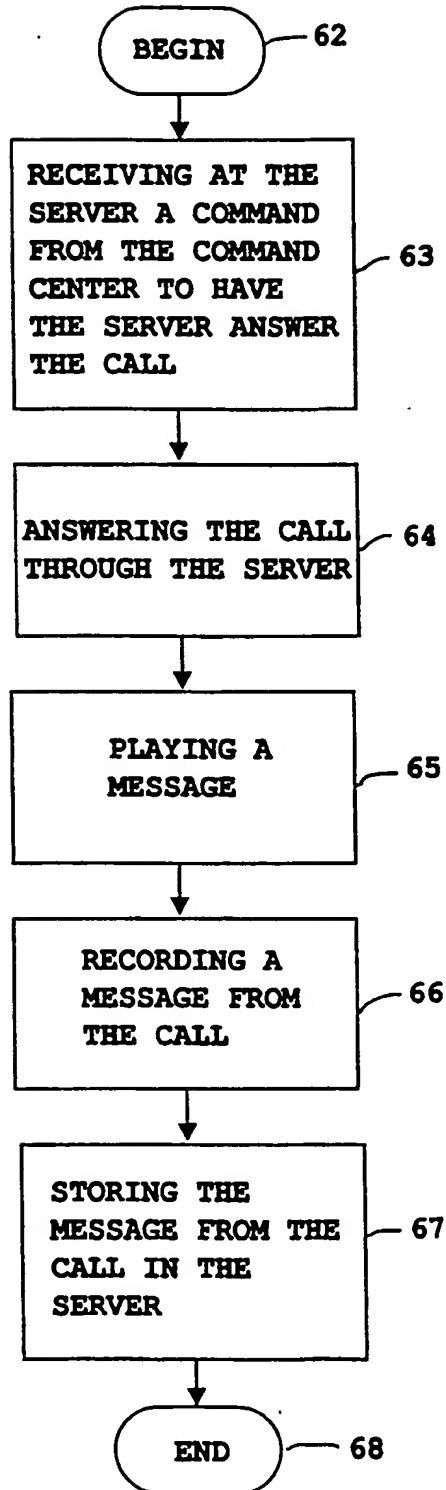 BEGIN
62
RECEIVING AT THE
SERVER A COMMAND
FROM THE COMMAND
63
CENTER TO HAVE
THE SERVER ANSWER
THE CALL
ANSWERING THE CALL
64
THROUGH THE SERVER
PLAYING A
MESSAGE
65
RECORDING A
MESSAGE FROM
66
THE CALL
STORING THE
MESSAGE FROM THE
67
CALL IN THE
SERVER
END
68